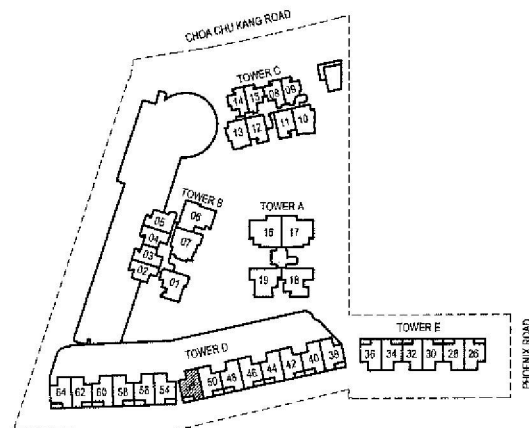 CHOA CHU KANG ROAD
TOWER C
14 15 08 09
13 12 11 10
TOWER B
05 06
04
03 07
02 01
TOWER A
16 17
19 18
TOWER D
64 62 60 58 56 54 50 48 46 44 42 40 38
TOWER E
36 34 32 30 28 26
PHOENIX ROAD